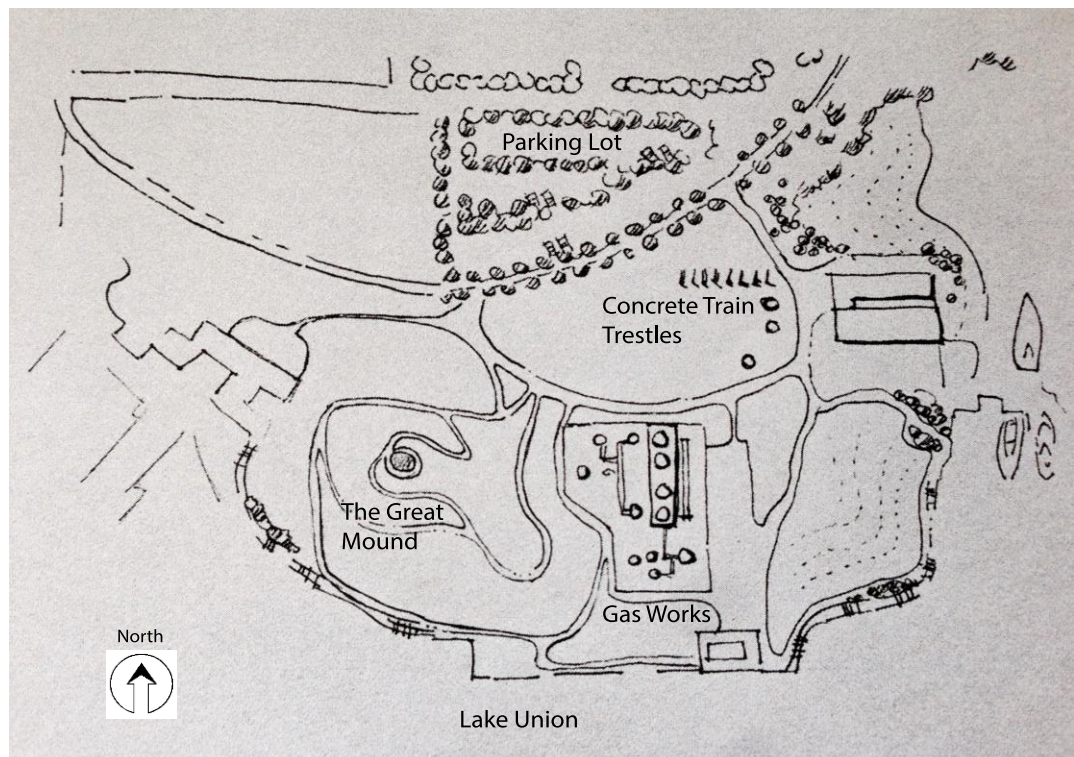 Parking Lot
Concrete Train
Trestles
The Great
Mound
Gas Works
North
Lake Union